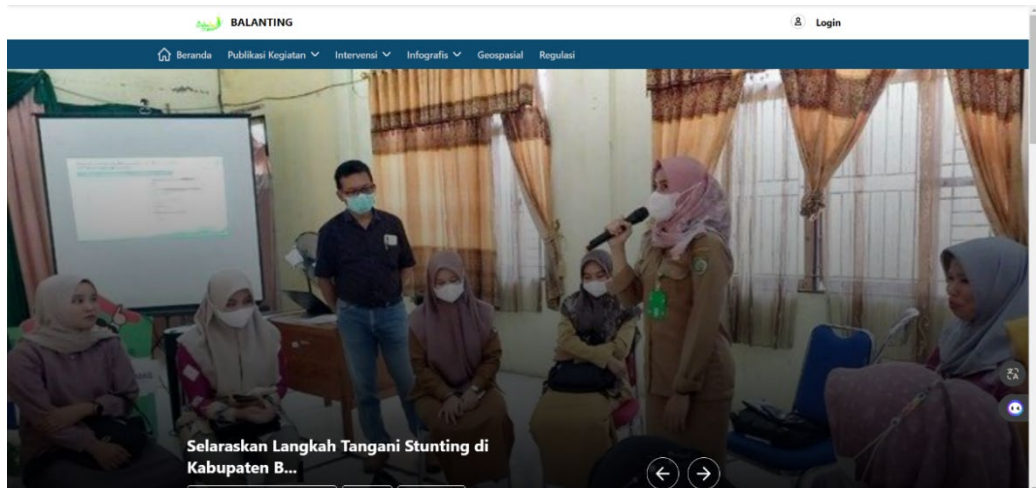 BALANTING
Login
Beranda Publikasi Kegiatan Intervensi Infografis Geospasial Regulasi
Selaraskan Langkah Tangani Stunting di
Kabupaten B...